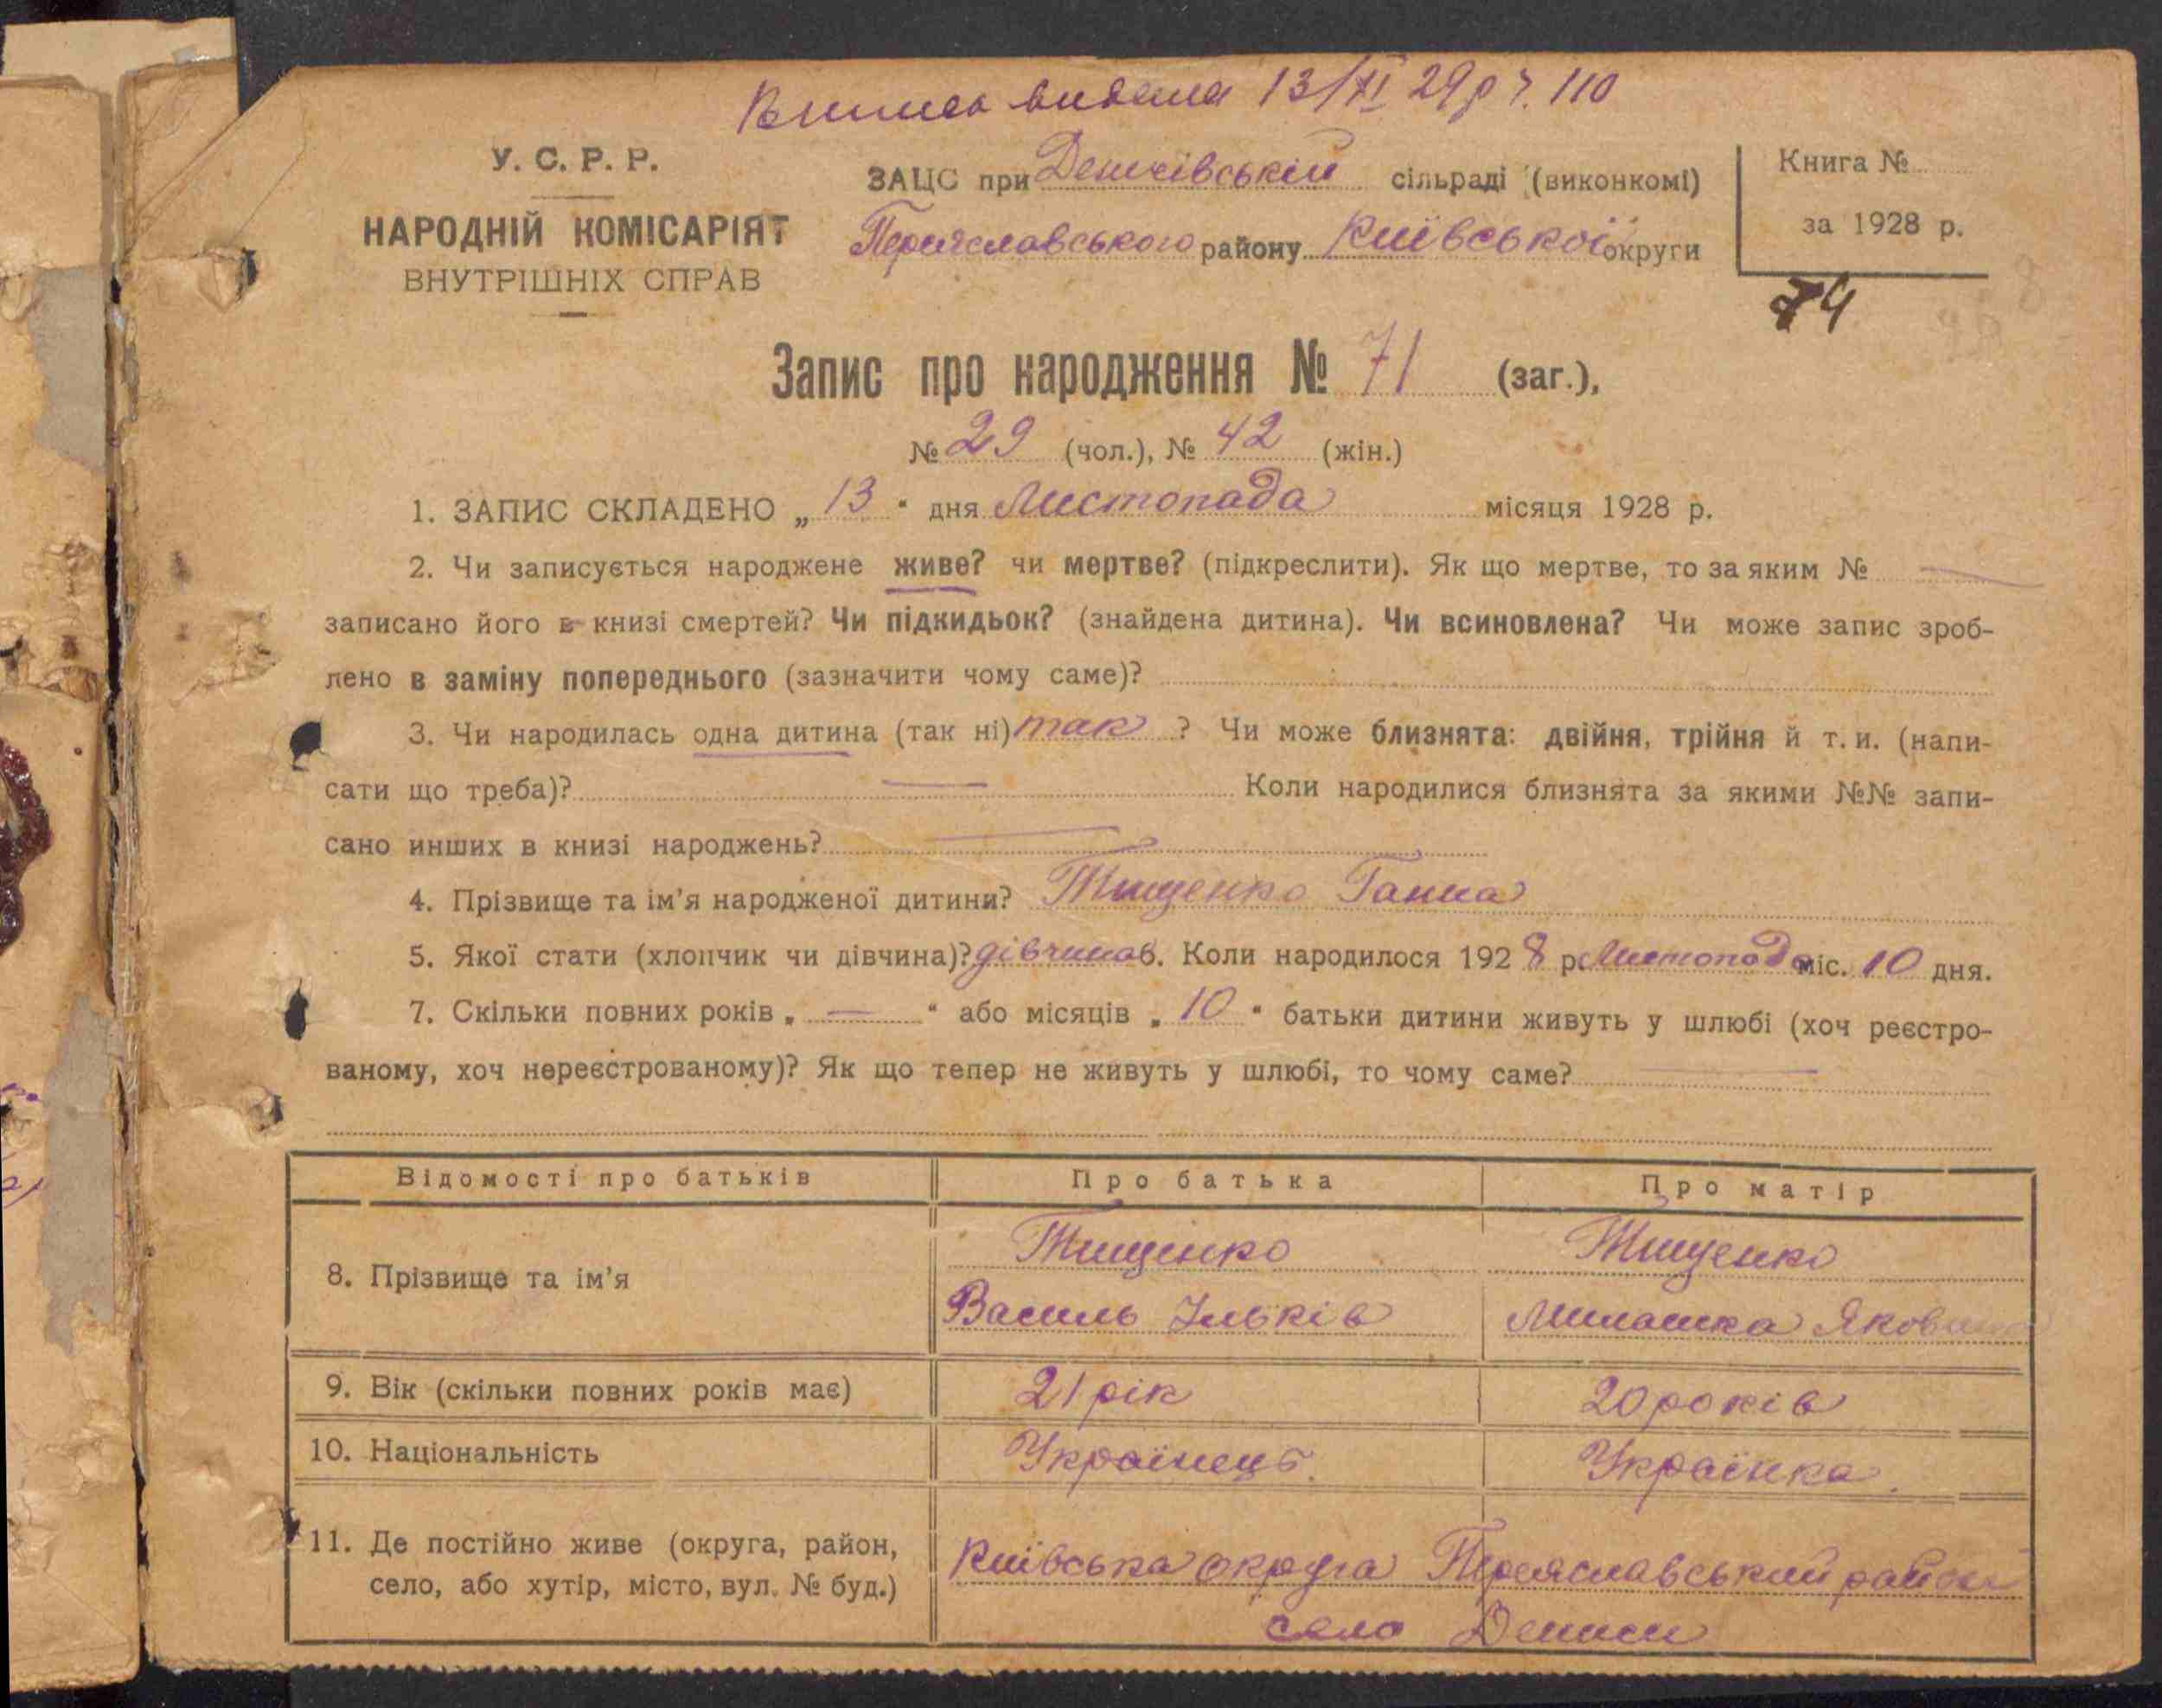 Випись видана 13/XI 29 р ч. 110
У. С. Р. Р.
НАРОДНІЙ КОМІСАРІЯТ
ВНУТРІШНІХ СПРАВ
ЗАЦС при сільраді (виконкомі)
Переяславського району Київської округи
Книга №
за 1928 р.
74
Запис про народження № 71 (заг.),
№ 29 (чол.), № 42 (жін.)
1. ЗАПИС СКЛАДЕНО „ 13 " дня Листопада місяця 1928 р.
2. Чи записується народжене живе? чи мертве? (підкреслити). Як що мертве, то за яким № —
записано його в книзі смертей? Чи підкидьок? (знайдена дитина). Чи всиновлена? Чи може запис зроб-
лено в заміну попереднього (зазначити чому саме)?
3. Чи народилась одна дитина (так ні) так ? Чи може близнята: двійня, трійня й т. и. (напи-
сати що треба)? — Коли народилися близнята за якими №№ запи-
сано инших в книзі народжень? —
4. Прізвище та ім'я народженої дитини? Тищенко Ганна
5. Якої стати (хлопчик чи дівчина)? дівчина 6. Коли народилося 1928 р. Листопада міс. 10 дня.
7. Скільки повних років „ — " або місяців „ 10 " батьки дитини живуть у шлюбі (хоч реєстро-
ваному, хоч нереєстрованому)? Як що тепер не живуть у шлюбі, то чому саме? —
Відомості про батьків Про батька Про матір
8. Прізвище та ім'я
Тищенко
Василь Ільків
Тищенко
Милашка
9. Вік (скільки повних років має) 21 рік 20 років
10. Національність Українець. Українка.
11. Де постійно живе (округа, район,
село, або хутір, місто, вул. № буд.)
Київська округа Переяславський район
село Дениси